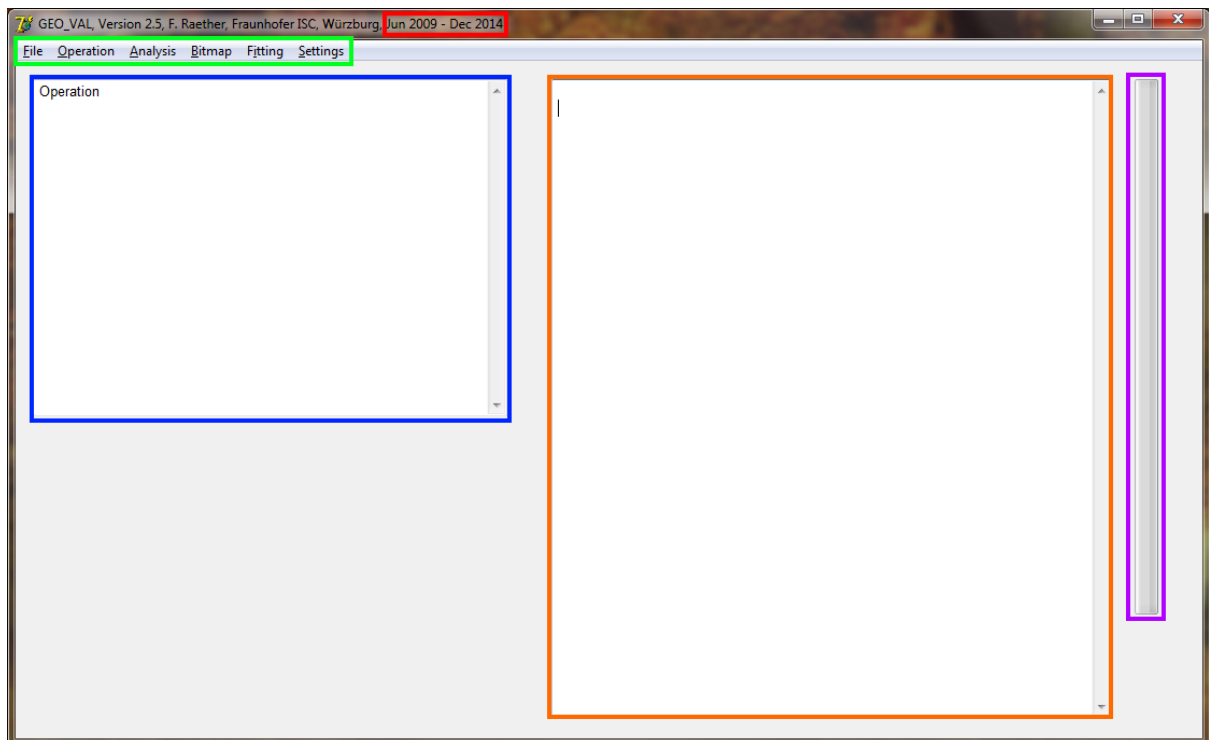 GEO_VAL, Version 2.5, F. Raether, Fraunhofer ISC, Würzburg, Jun 2009 - Dec 2014
File Operation Analysis Bitmap Fitting Settings
Operation